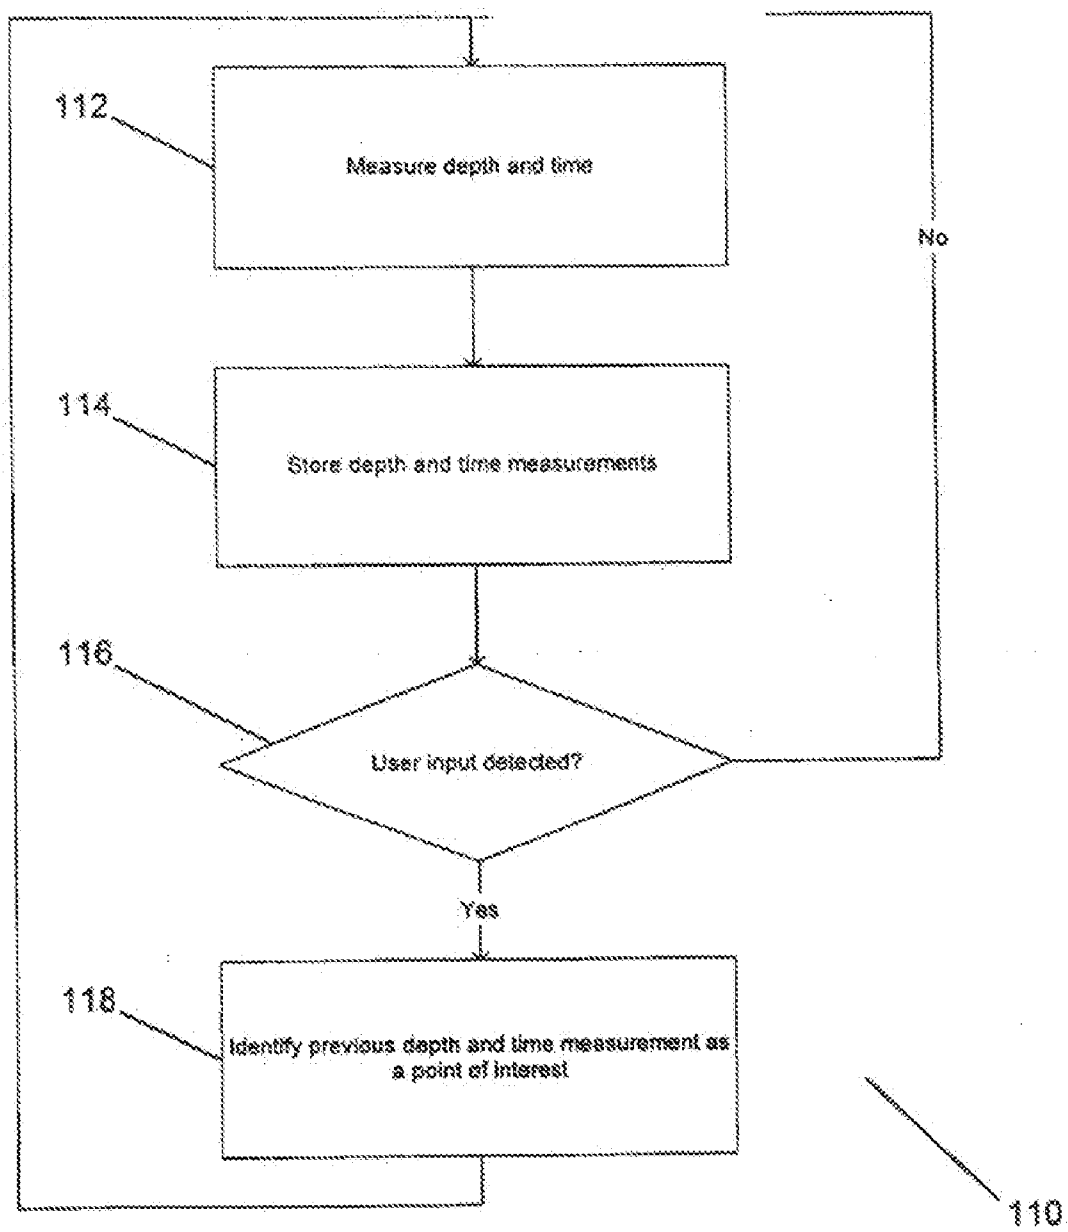 112
Measure depth and time
No
114
Store depth and time measurements
116
User input detected?
Yes
118
Identify previous depth and time measurement as
a point of interest
110